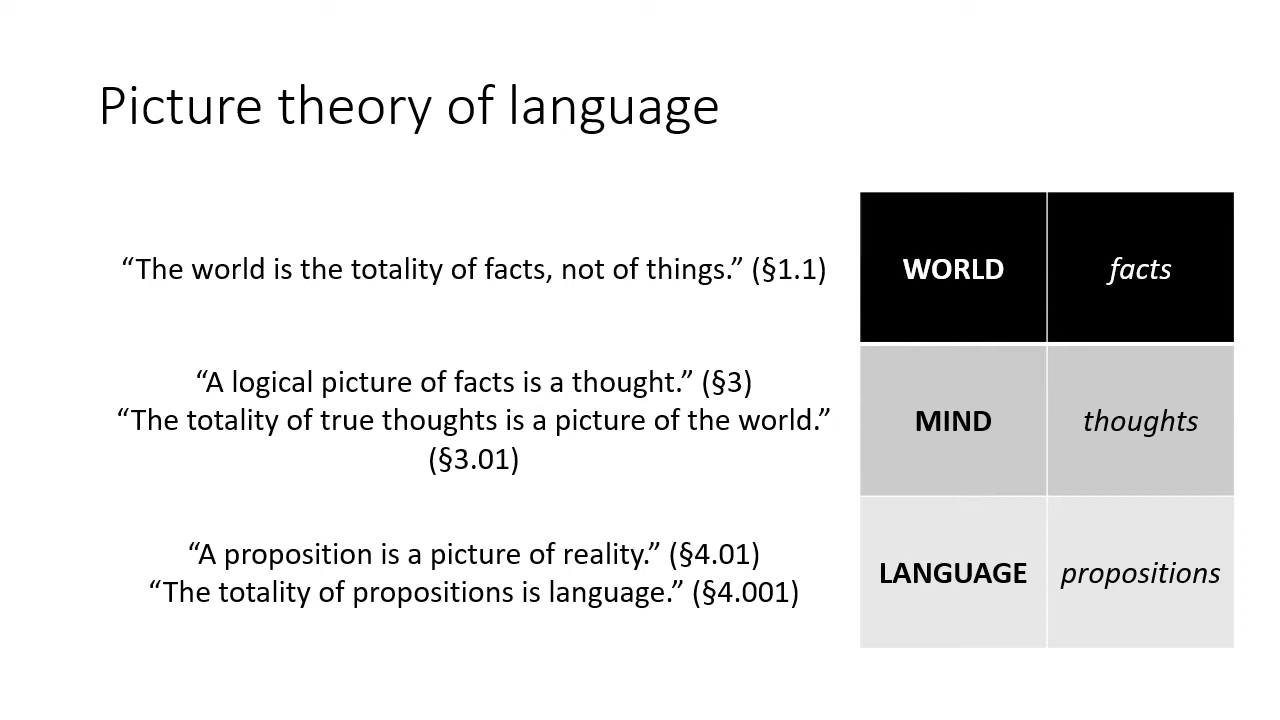 Picture theory of language
“The world is the totality of facts, not of things.” (§1.1)
WORLD
facts
“A logical picture of facts is a thought.” (§3)
“The totality of true thoughts is a picture of the world.”
(§3.01)
MIND
thoughts
“A proposition is a picture of reality.” (§4.01)
“The totality of propositions is language.” (§4.001)
LANGUAGE
propositions